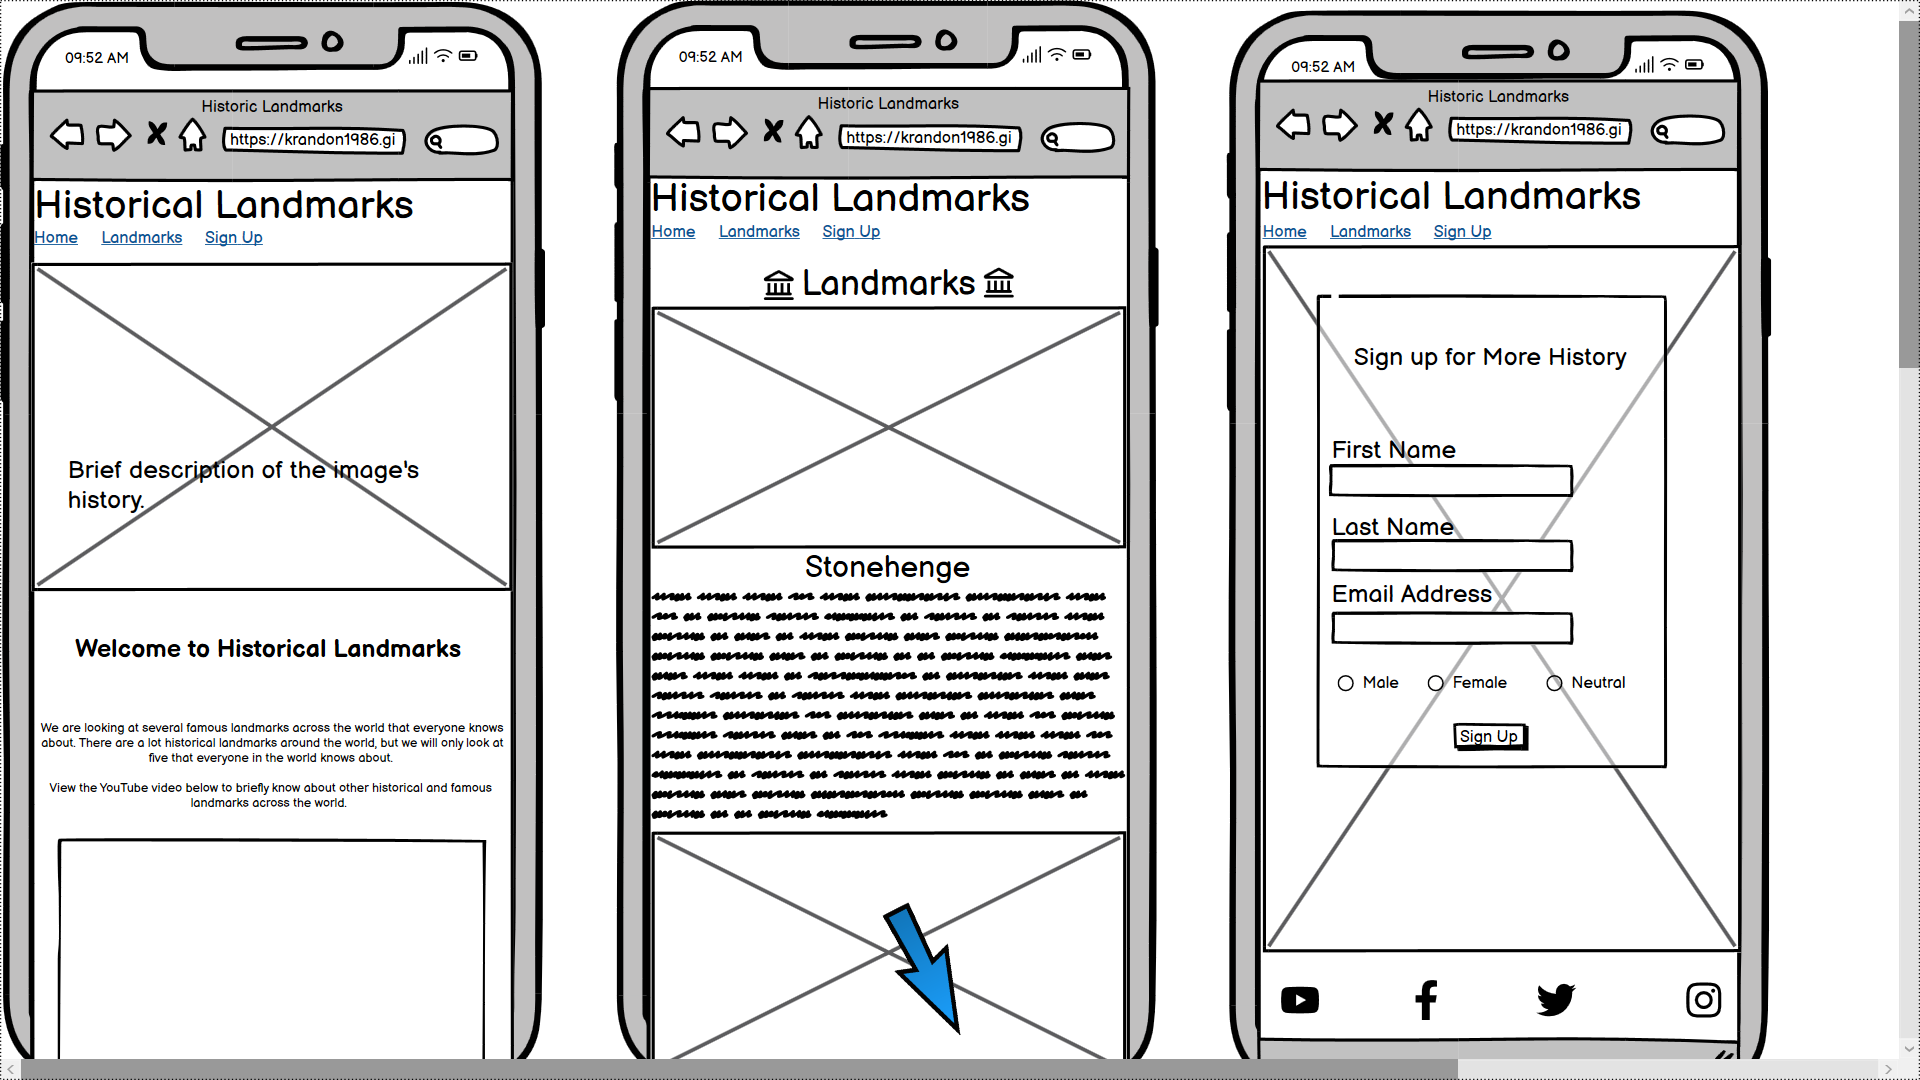 09:52 AM
Historic Landmarks
https://krandon1986.gi
Historical Landmarks
Home Landmarks Sign Up
Brief description of the image's
history.
Welcome to Historical Landmarks
We are looking at several famous landmarks across the world that everyone knows
about. There are a lot historical landmarks around the world, but we will only look at
five that everyone in the world knows about.
View the YouTube video below to briefly know about other historical and famous
landmarks across the world.
09:52 AM
Historic Landmarks
https://krandon1986.gi
Historical Landmarks
Home Landmarks Sign Up
Landmarks
Stonehenge
09:52 AM
Historic Landmarks
https://krandon1986.gi
Historical Landmarks
Home Landmarks Sign Up
Sign up for More History
First Name
Last Name
Email Address
Male Female Neutral
Sign Up